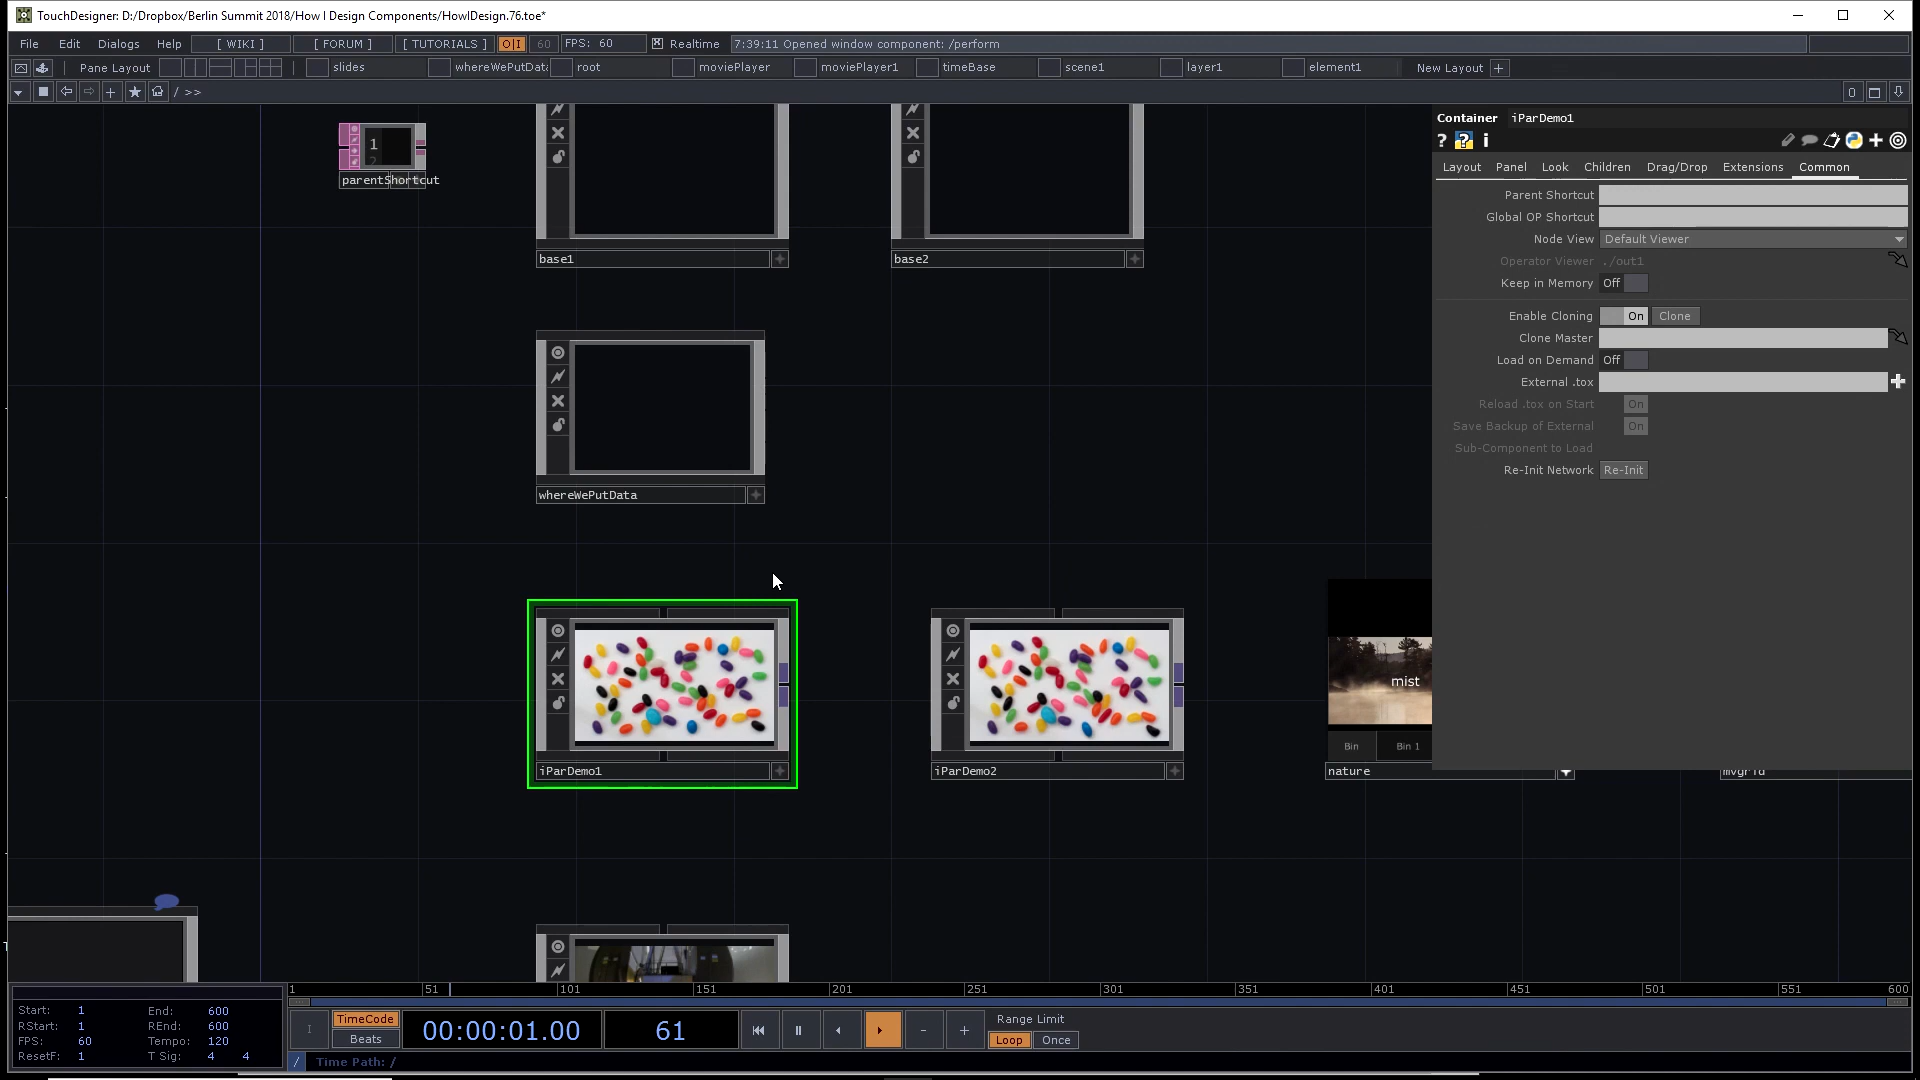 TouchDesigner: D:/Dropbox/Berlin Summit 2018/How I Design Components/HowIDesign.76.toe*
File Edit Dialogs Help [ WIKI ] [ FORUM ] [ TUTORIALS ] O|I 60 FPS: 60 Realtime 7:39:11 Opened window component: /perform
Pane Layout slides whereWePutData root moviePlayer moviePlayer1 timeBase scene1 layer1 element1 New Layout +
/ >> 0
Container iParDemo1
? ? i
Layout Panel Look Children Drag/Drop Extensions Common
Parent Shortcut
Global OP Shortcut
Node View Default Viewer
Operator Viewer ./out1
Keep in Memory Off
Enable Cloning On Clone
Clone Master
Load on Demand Off
External .tox
Reload .tox on Start On
Save Backup of External On
Sub-Component to Load
Re-Init Network Re-Init
1
2
parentShortcut
base1
base2
whereWePutData
iParDemo1
iParDemo2
mist
Bin Bin 1
nature
mvgrid
1 51 101 151 201 251 301 351 401 451 501 551 600
Start: 1 End: 600
RStart: 1 REnd: 600
FPS: 60 Tempo: 120
ResetF: 1 T Sig: 4 4
TimeCode
Beats
00:00:01.00
61
Range Limit
Loop Once
/ Time Path: /